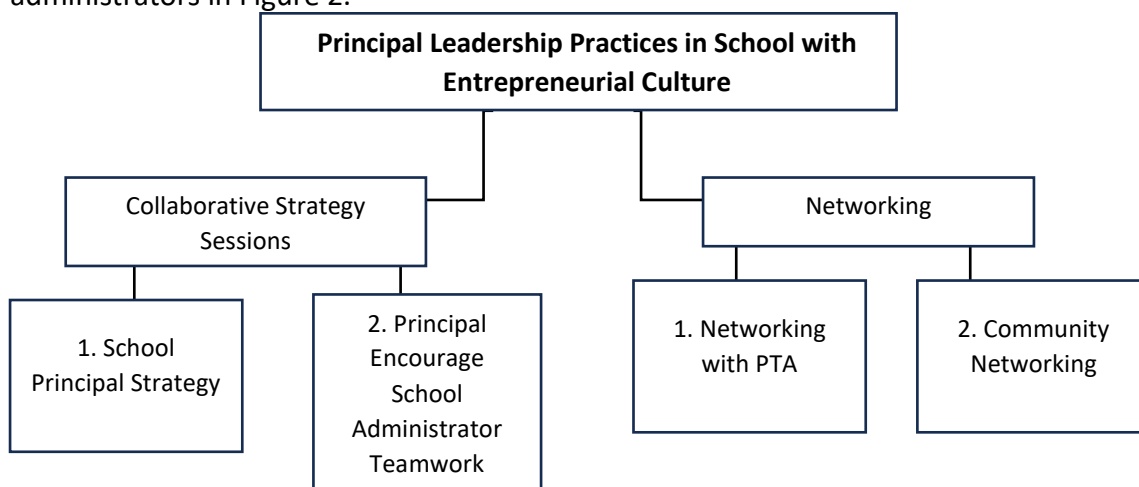 administrators in Figure 2.
Principal Leadership Practices in School with
Entrepreneurial Culture
Collaborative Strategy
Sessions
Networking
1. School
Principal Strategy
2. Principal
Encourage
School
Administrator
Teamwork
1. Networking
with PTA
2. Community
Networking